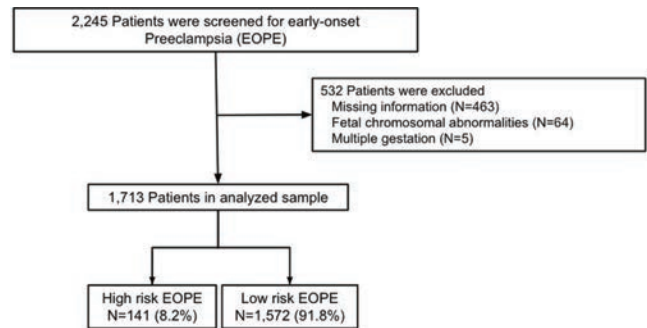 2,245 Patients were screened for early-onset
Preeclampsia (EOPE)
532 Patients were excluded
Missing information (N=463)
Fetal chromosomal abnormalities (N=64)
Multiple gestation (N=5)
1,713 Patients in analyzed sample
High risk EOPE
N=141 (8.2%)
Low risk EOPE
N=1,572 (91.8%)